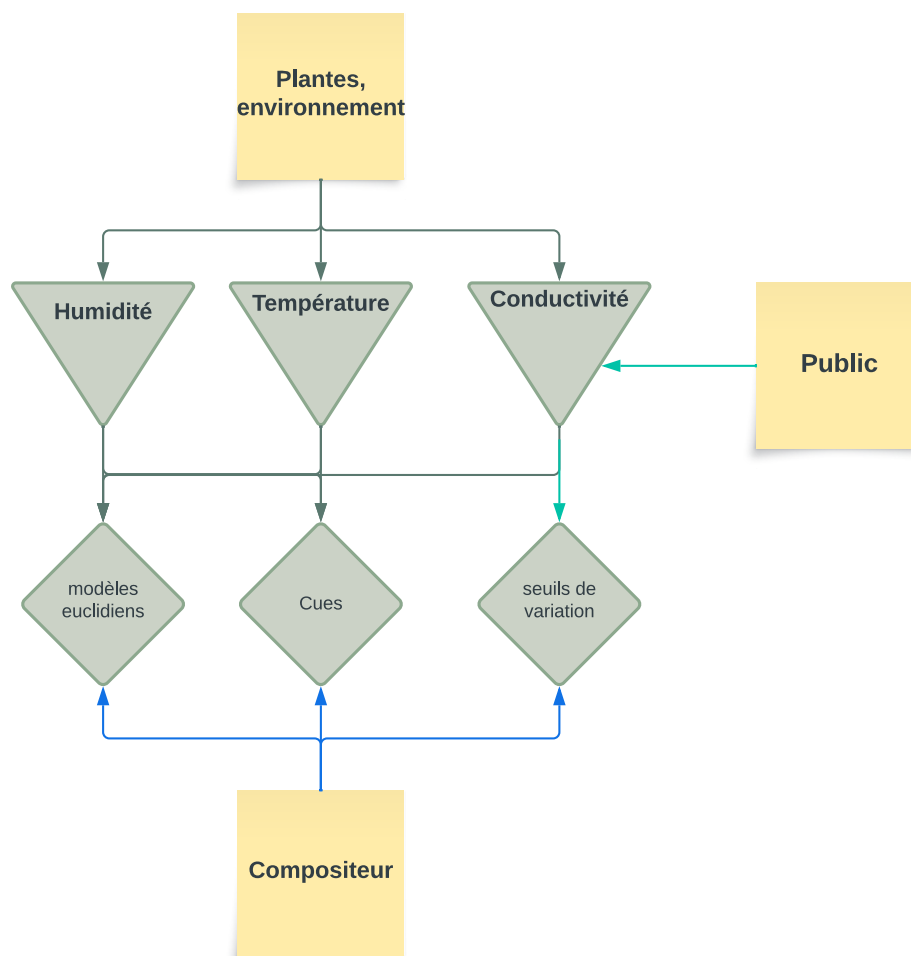 Plantes,
environnement
Humidité
Température
Conductivité
Public
modèles
euclidiens
Cues
seuils de
variation
Compositeur